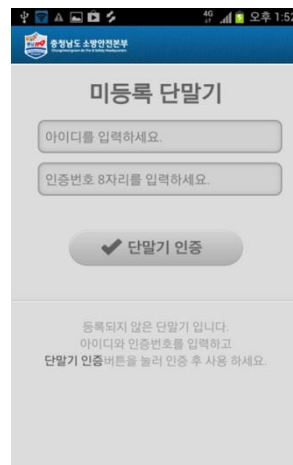 4G
오후 1:52
충청남도 소방안전본부
미등록 단말기
아이디를 입력하세요.
인증번호 8자리를 입력하세요.
단말기 인증
등록되지 않은 단말기 입니다.
아이디와 인증번호를 입력하고
단말기 인증버튼을 눌러 인증 후 사용 하세요.